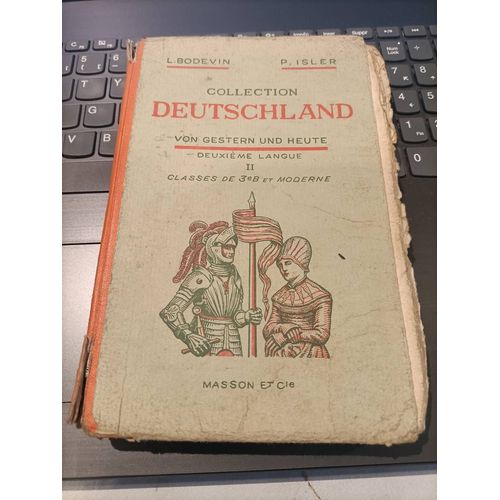 L.BODEVIN P.ISLER
COLLECTION
DEUTSCHLAND
VON GESTERN UND HEUTE
DEUXIÈME LANGUE
II
CLASSES DE 3e B ET MODERNE
MASSON ET Cie